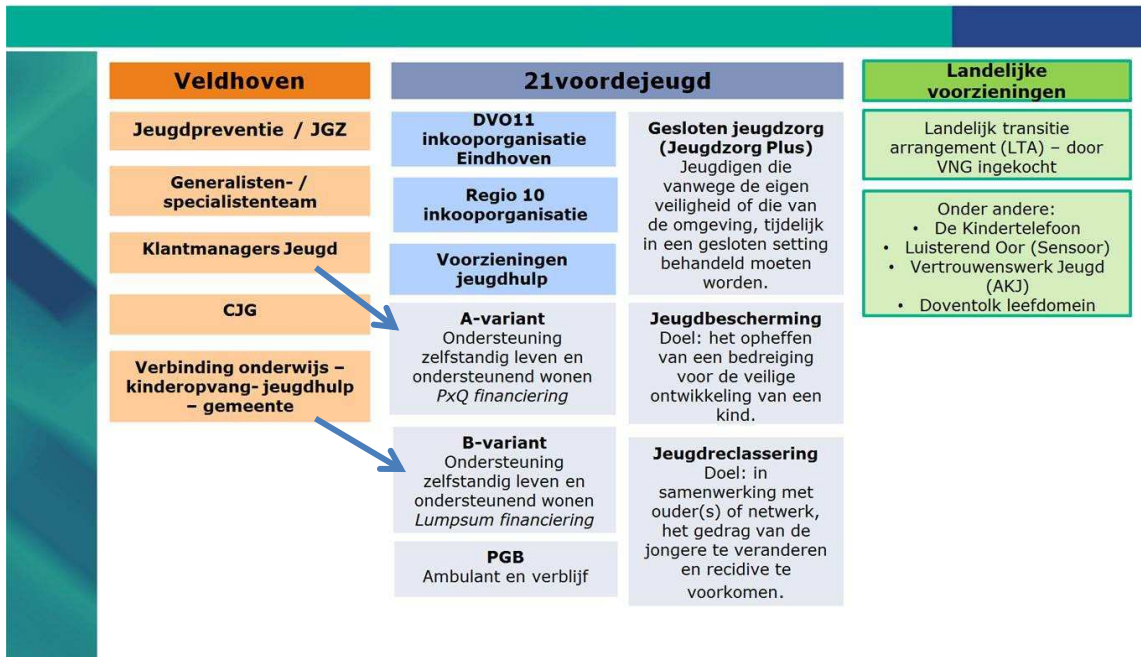 Veldhoven
Jeugdpreventie / JGZ
Generalisten- /
specialistenteam
Klantmanagers Jeugd
CJG
Verbinding onderwijs –
kinderopvang- jeugdhulp
– gemeente
21voordejeugd
DVO11
inkooporganisatie
Eindhoven
Regio 10
inkooporganisatie
Voorzieningen
jeugdhulp
A-variant
Ondersteuning
zelfstandig leven en
ondersteunend wonen
PxQ financiering
B-variant
Ondersteuning
zelfstandig leven en
ondersteunend wonen
Lumpsum financiering
PGB
Ambulant en verblijf
Gesloten jeugdzorg
(Jeugdzorg Plus)
Jeugdigen die
vanwege de eigen
veiligheid of die van
de omgeving, tijdelijk
in een gesloten setting
behandeld moeten
worden.
Jeugdbescherming
Doel: het opheffen
van een bedreiging
voor de veilige
ontwikkeling van een
kind.
Jeugdreclassering
Doel: in
samenwerking met
ouder(s) of netwerk,
het gedrag van de
jongere te veranderen
en recidive te
voorkomen.
Landelijke
voorzieningen
Landelijk transitie
arrangement (LTA) – door
VNG ingekocht
Onder andere:
• De Kindertelefoon
• Luisterend Oor (Sensoor)
• Vertrouwenswerk Jeugd
(AKJ)
• Doventolk leefdomein